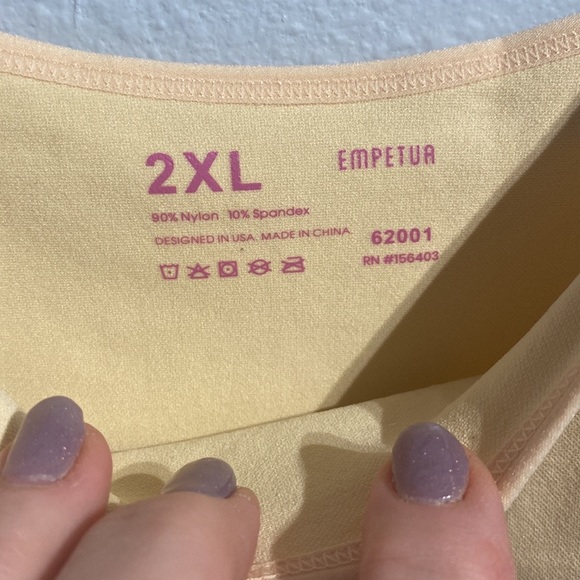 2XL
EMPETUA
90% Nylon 10% Spandex
DESIGNED IN USA. MADE IN CHINA.
62001
RN #156403